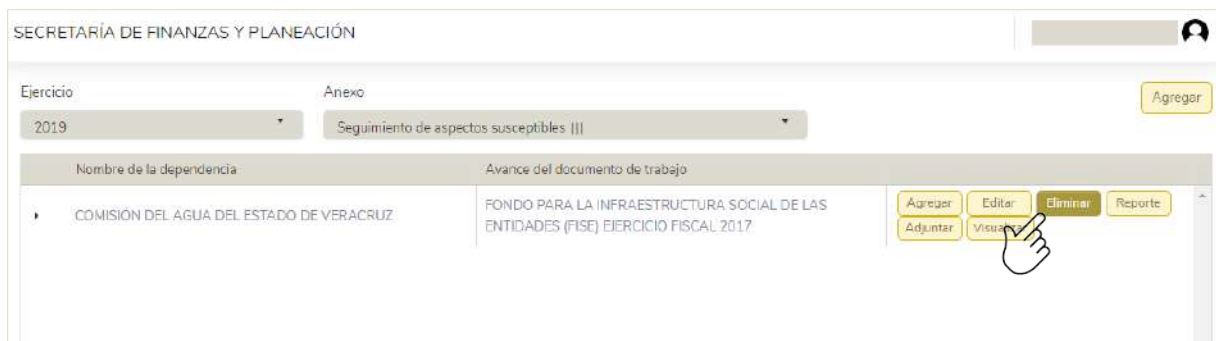 SECRETARÍA DE FINANZAS Y PLANEACIÓN
Ejercicio
Anexo
Agregar
2019
Seguimiento de aspectos susceptibles |||
Nombre de la dependencia
Avance del documento de trabajo
COMISIÓN DEL AGUA DEL ESTADO DE VERACRUZ
FONDO PARA LA INFRAESTRUCTURA SOCIAL DE LAS
ENTIDADES (FISE) EJERCICIO FISCAL 2017
Agregar Editar Eliminar Reporte
Adjuntar Visualizar